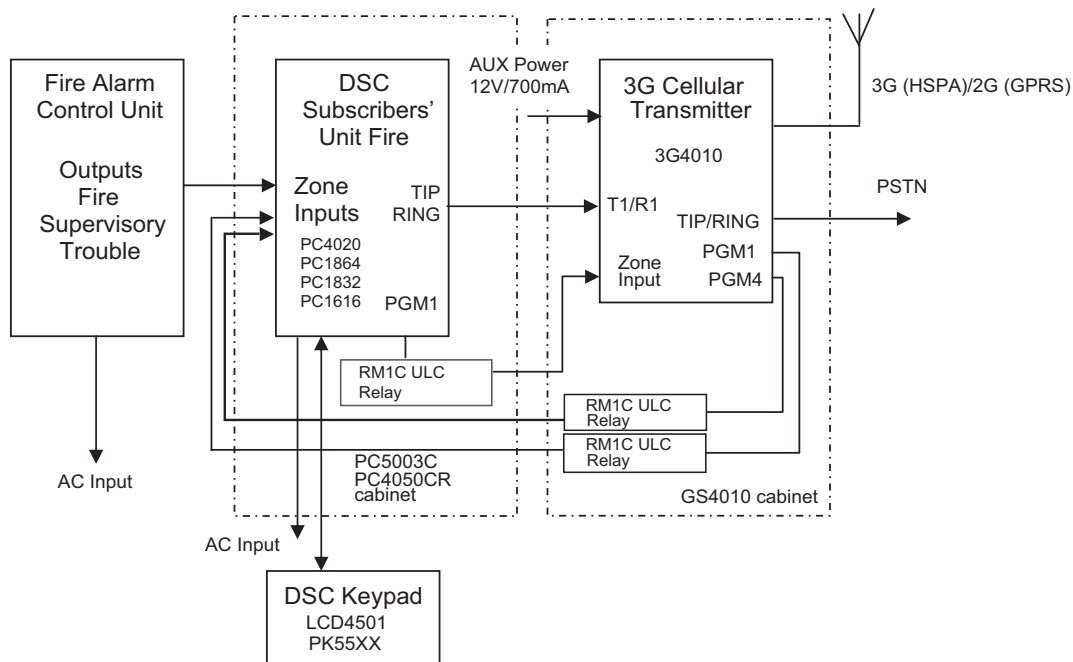 Fire Alarm
Control Unit
Outputs
Fire
Supervisory
Trouble
AC Input
DSC
Subscribers’
Unit Fire
Zone
Inputs
PC4020
PC1864
PC1832
PC1616
TIP
RING
PGM1
RM1C ULC
Relay
PC5003C
PC4050CR
cabinet
AC Input
DSC Keypad
LCD4501
PK55XX
AUX Power
12V/700mA
3G Cellular
Transmitter
3G4010
T1/R1
TIP/RING
PGM1
PGM4
Zone
Input
RM1C ULC
Relay
RM1C ULC
Relay
GS4010 cabinet
3G (HSPA)/2G (GPRS)
PSTN